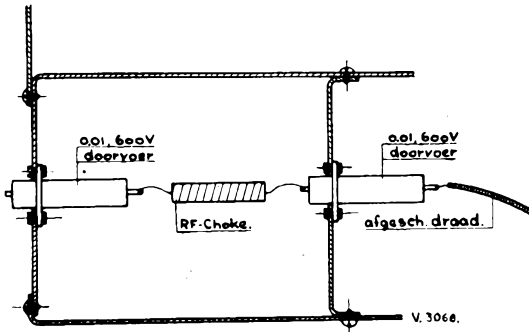 0,01, 600V
doorvoer
0.01, 600V
doorvoer
RF-Choke.
afgesch. draad.
V. 3068.